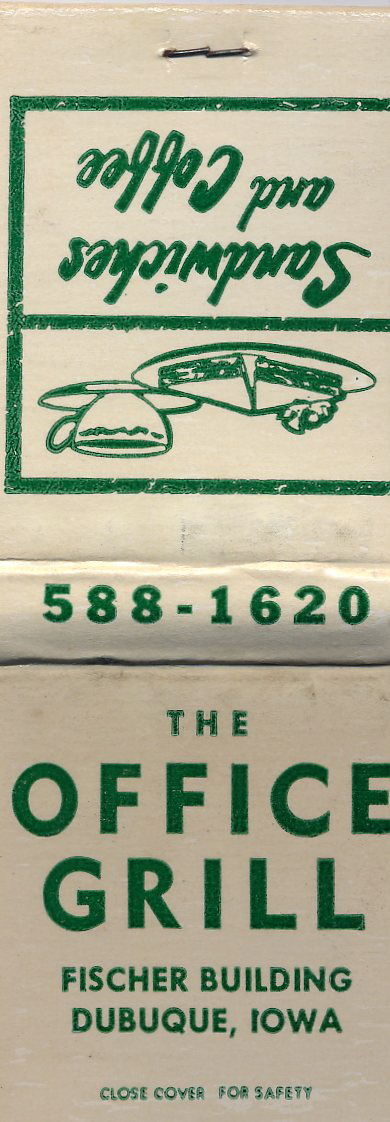 Sandwiches
and Coffee
588-1620
THE
OFFICE
GRILL
FISCHER BUILDING
DUBUQUE, IOWA
CLOSE COVER FOR SAFETY